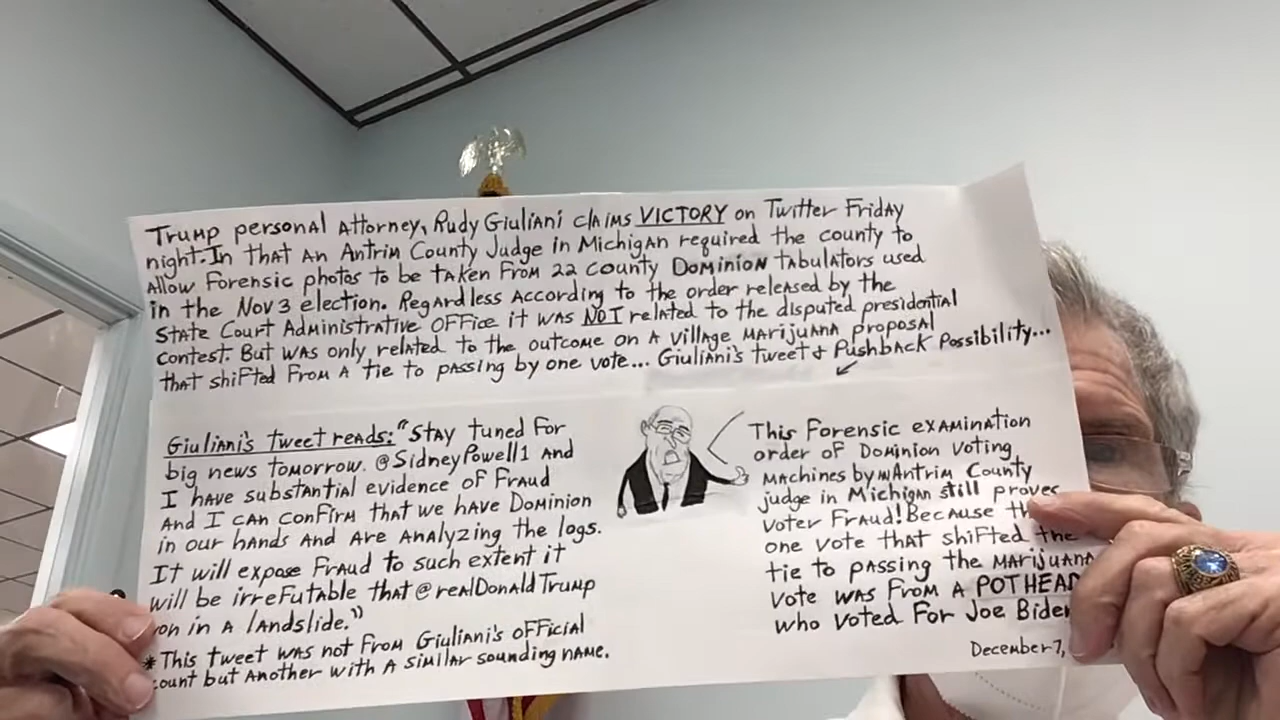 Trump personal Attorney, Rudy Giuliani claims VICTORY on Twitter Friday
night. In that an Antrim County Judge in Michigan required the county to
allow Forensic photos to be taken From 22 county Dominion tabulators used
in the Nov 3 election. Regardless According to the order released by the
State Court Administrative Office it was NOT related to the disputed presidential
contest. But was only related to the outcome on a village marijuana proposal
that shifted From a tie to passing by one vote... Giuliani's tweet & Pushback Possibility...
Giuliani's tweet reads: "Stay tuned For
big news tomorrow. @SidneyPowell1 and
I have substantial evidence of Fraud
and I can confirm that we have Dominion
in our hands and are analyzing the logs.
It will expose Fraud to such extent it
will be irrefutable that @realDonaldTrump
won in a landslide."
*This tweet was not From Giuliani's official
count but another with a similar sounding name.
This Forensic examination
order of Dominion voting
machines by Antrim County
judge in Michigan still proves
voter Fraud! Because
one vote that shifted the
tie to passing the marijuana
vote was From a POTHEAD
who voted For Joe Biden
December 7,